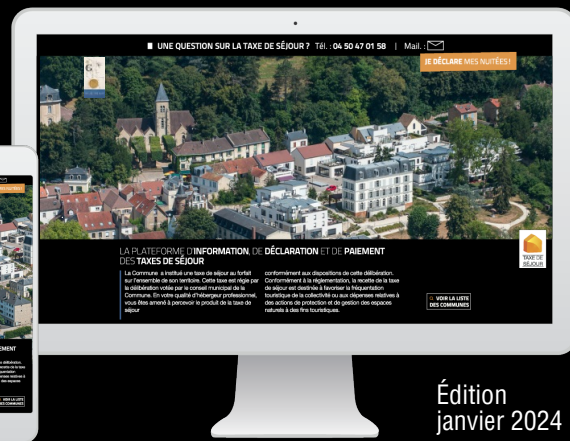 UNE QUESTION SUR LA TAXE DE SÉJOUR ? Tél. : 04 50 47 01 58 | Mail. :
JE DÉCLARE MES NUITÉES !
LA PLATEFORME D'INFORMATION, DE DÉCLARATION ET DE PAIEMENT
DES TAXES DE SÉJOUR
La Commune a institué une taxe de séjour au forfait
sur l'ensemble de son territoire. Cette taxe est régie par
la délibération votée par le conseil municipal de la
Commune. En votre qualité d'hébergeur professionnel,
vous êtes amené à percevoir le produit de la taxe de
séjour
conformément aux dispositions de cette délibération.
Conformément à la réglementation, la recette de la taxe
de séjour est destinée à favoriser la fréquentation
touristique de la collectivité ou aux dépenses relatives à
des actions de protection et de gestion des espaces
naturels à des fins touristiques.
TAXE DE
SÉJOUR
VOIR LA LISTE
DES COMMUNES
EMENT
VOIR LA LISTE
DES COMMUNES
Édition
janvier 2024